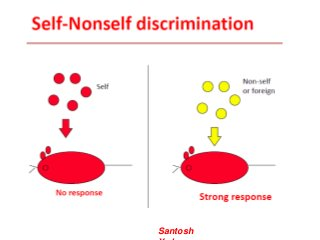 Self-Nonself discrimination
Self
Non-self
or foreign
No response
Strong response
Santosh